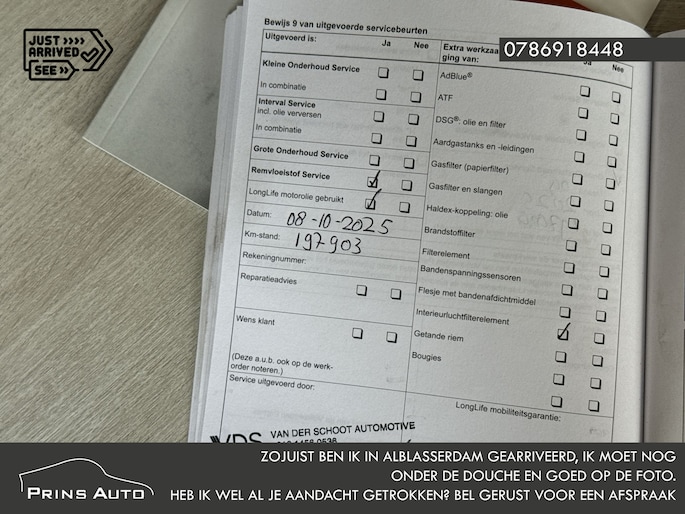 JUST
ARRIVED
SEE
0786918448
Bewijs 9 van uitgevoerde servicebeurten
Uitgevoerd is: Ja Nee
Kleine Onderhoud Service
In combinatie
Interval Service
incl. olie verversen
In combinatie
Grote Onderhoud Service
Remvloeistof Service
LongLife motorolie gebruikt
Datum: 08-10-2025
Km-stand: 197903
Rekeningnummer:
Reparatieadvies
Wens klant
(Deze a.u.b. ook op de werk-
order noteren.)
Service uitgevoerd door:
VDS VAN DER SCHOOT AUTOMOTIVE
Extra werkzaa
ging van: Ja Nee
AdBlue®
ATF
DSG®: olie en filter
Aardgastanks en -leidingen
Gasfilter (papierfilter)
Gasfilter en slangen
Haldex-koppeling: olie
Brandstoffilter
Filterelement
Bandenspanningssensoren
Flesje met bandenafdichtmiddel
Interieurluchtfilterelement
Getande riem
Bougies
LongLife mobiliteitsgarantie:
PRINS AUTO
ZOJUIST BEN IK IN ALBLASSERDAM GEARRIVEERD, IK MOET NOG
ONDER DE DOUCHE EN GOED OP DE FOTO.
HEB IK WEL AL JE AANDACHT GETROKKEN? BEL GERUST VOOR EEN AFSPRAAK